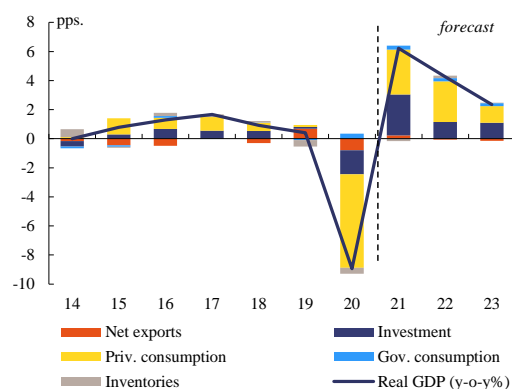 pps.
forecast
8
6
4
2
0
-2
-4
-6
-8
-10
14 15 16 17 18 19 20 21 22 23
Net exports Investment
Priv. consumption Gov. consumption
Inventories Real GDP (y-o-y%)